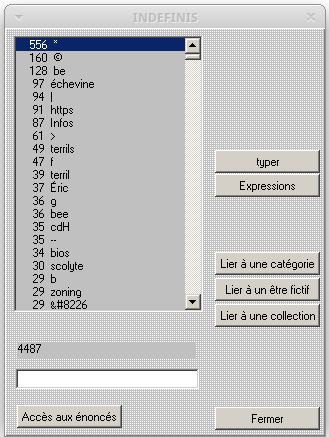 INDEFINIS
556 *
160 ©
128 be
97 échevine
94 |
91 https
87 Infos
61 >
49 terrils
47 f
39 terril
37 Éric
36 g
36 bee
35 cdH
35 --
34 bios
30 scolyte
29 b
29 zoning
29 &#8226
typer
Expressions
Lier à une catégorie
Lier à un être fictif
Lier à une collection
4487
Accès aux énoncés
Fermer